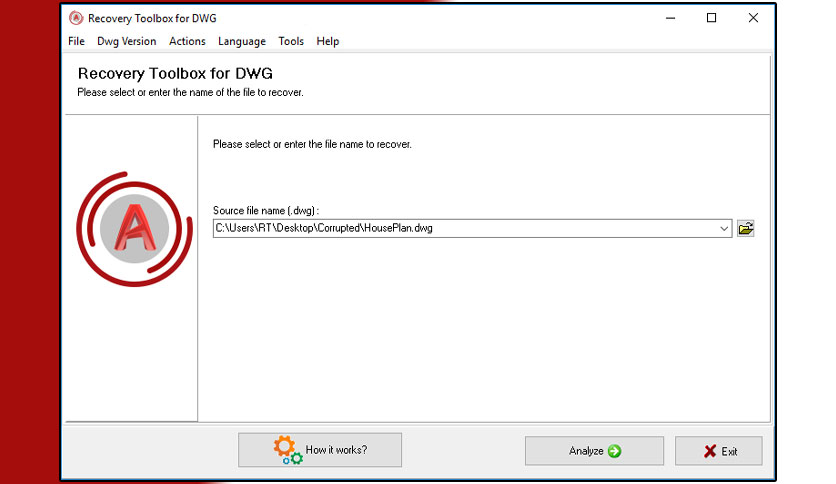 Recovery Toolbox for DWG
File Dwg Version Actions Language Tools Help
Recovery Toolbox for DWG
Please select or enter the name of the file to recover.
Please select or enter the file name to recover.
Source file name (.dwg) :
C:\Users\RT\Desktop\Corrupted\HousePlan.dwg
How it works? Analyze Exit